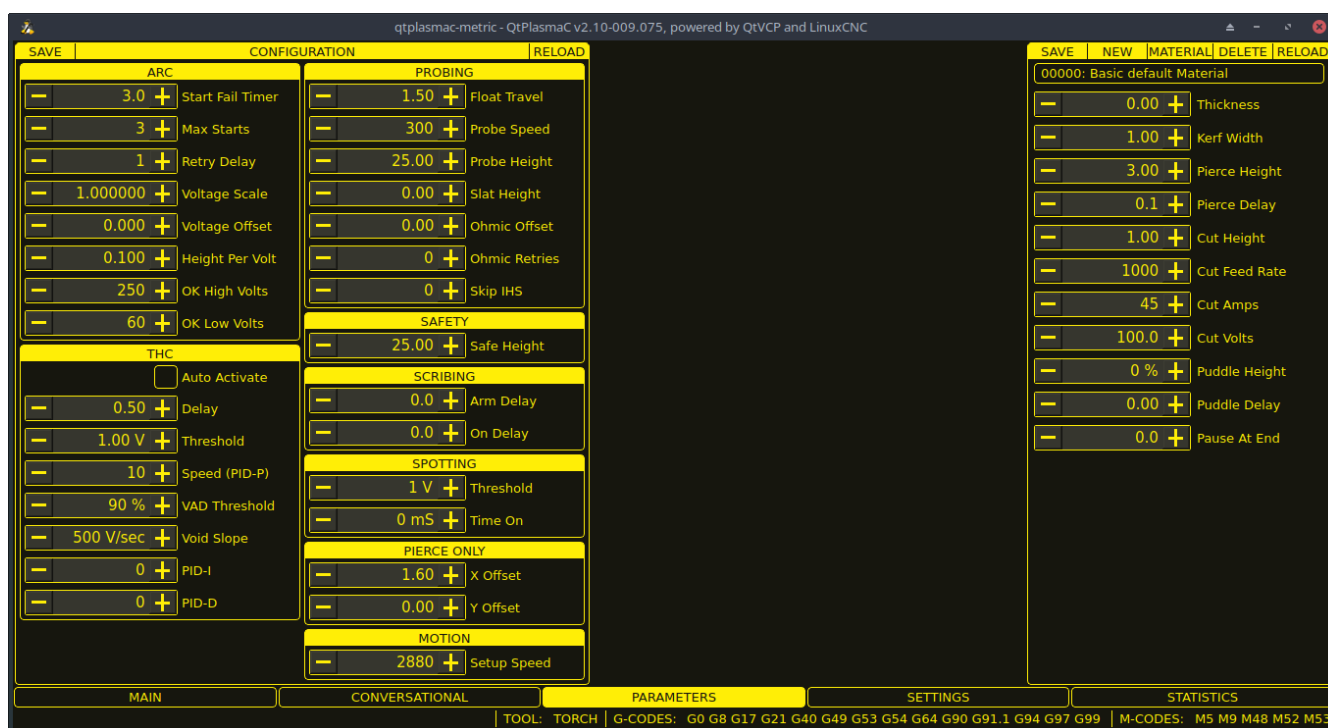 qtplasmac-metric - QtPlasmaC v2.10-009.075, powered by QtVCP and LinuxCNC
SAVE CONFIGURATION RELOAD
ARC
3.0 Start Fail Timer
3 Max Starts
1 Retry Delay
1.000000 Voltage Scale
0.000 Voltage Offset
0.100 Height Per Volt
250 OK High Volts
60 OK Low Volts
THC
Auto Activate
0.50 Delay
1.00 V Threshold
10 Speed (PID-P)
90 % VAD Threshold
500 V/sec Void Slope
0 PID-I
0 PID-D
PROBING
1.50 Float Travel
300 Probe Speed
25.00 Probe Height
0.00 Slat Height
0.00 Ohmic Offset
0 Ohmic Retries
0 Skip IHS
SAFETY
25.00 Safe Height
SCRIBING
0.0 Arm Delay
0.0 On Delay
SPOTTING
1 V Threshold
0 mS Time On
PIERCE ONLY
1.60 X Offset
0.00 Y Offset
MOTION
2880 Setup Speed
SAVE NEW MATERIAL DELETE RELOAD
00000: Basic default Material
0.00 Thickness
1.00 Kerf Width
3.00 Pierce Height
0.1 Pierce Delay
1.00 Cut Height
1000 Cut Feed Rate
45 Cut Amps
100.0 Cut Volts
0 % Puddle Height
0.00 Puddle Delay
0.0 Pause At End
MAIN CONVERSATIONAL PARAMETERS SETTINGS STATISTICS
TOOL: TORCH G-CODES: G0 G8 G17 G21 G40 G49 G53 G54 G64 G90 G91.1 G94 G97 G99 M-CODES: M5 M9 M48 M52 M53